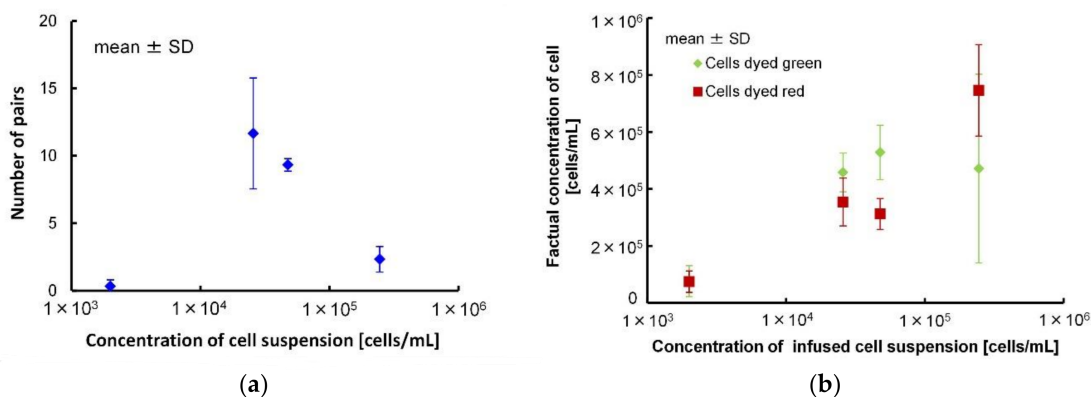 20
15
10
5
0
mean ± SD
Number of pairs
1 × 10³
1 × 10⁴
1 × 10⁵
1 × 10⁶
Concentration of cell suspension [cells/mL]
(a)
1 × 10⁶
8 × 10⁵
6 × 10⁵
4 × 10⁵
2 × 10⁵
0
mean ± SD
Cells dyed green
Cells dyed red
Factual concentration of cell
[cells/mL]
1 × 10³
1 × 10⁴
1 × 10⁵
1 × 10⁶
Concentration of infused cell suspension [cells/mL]
(b)